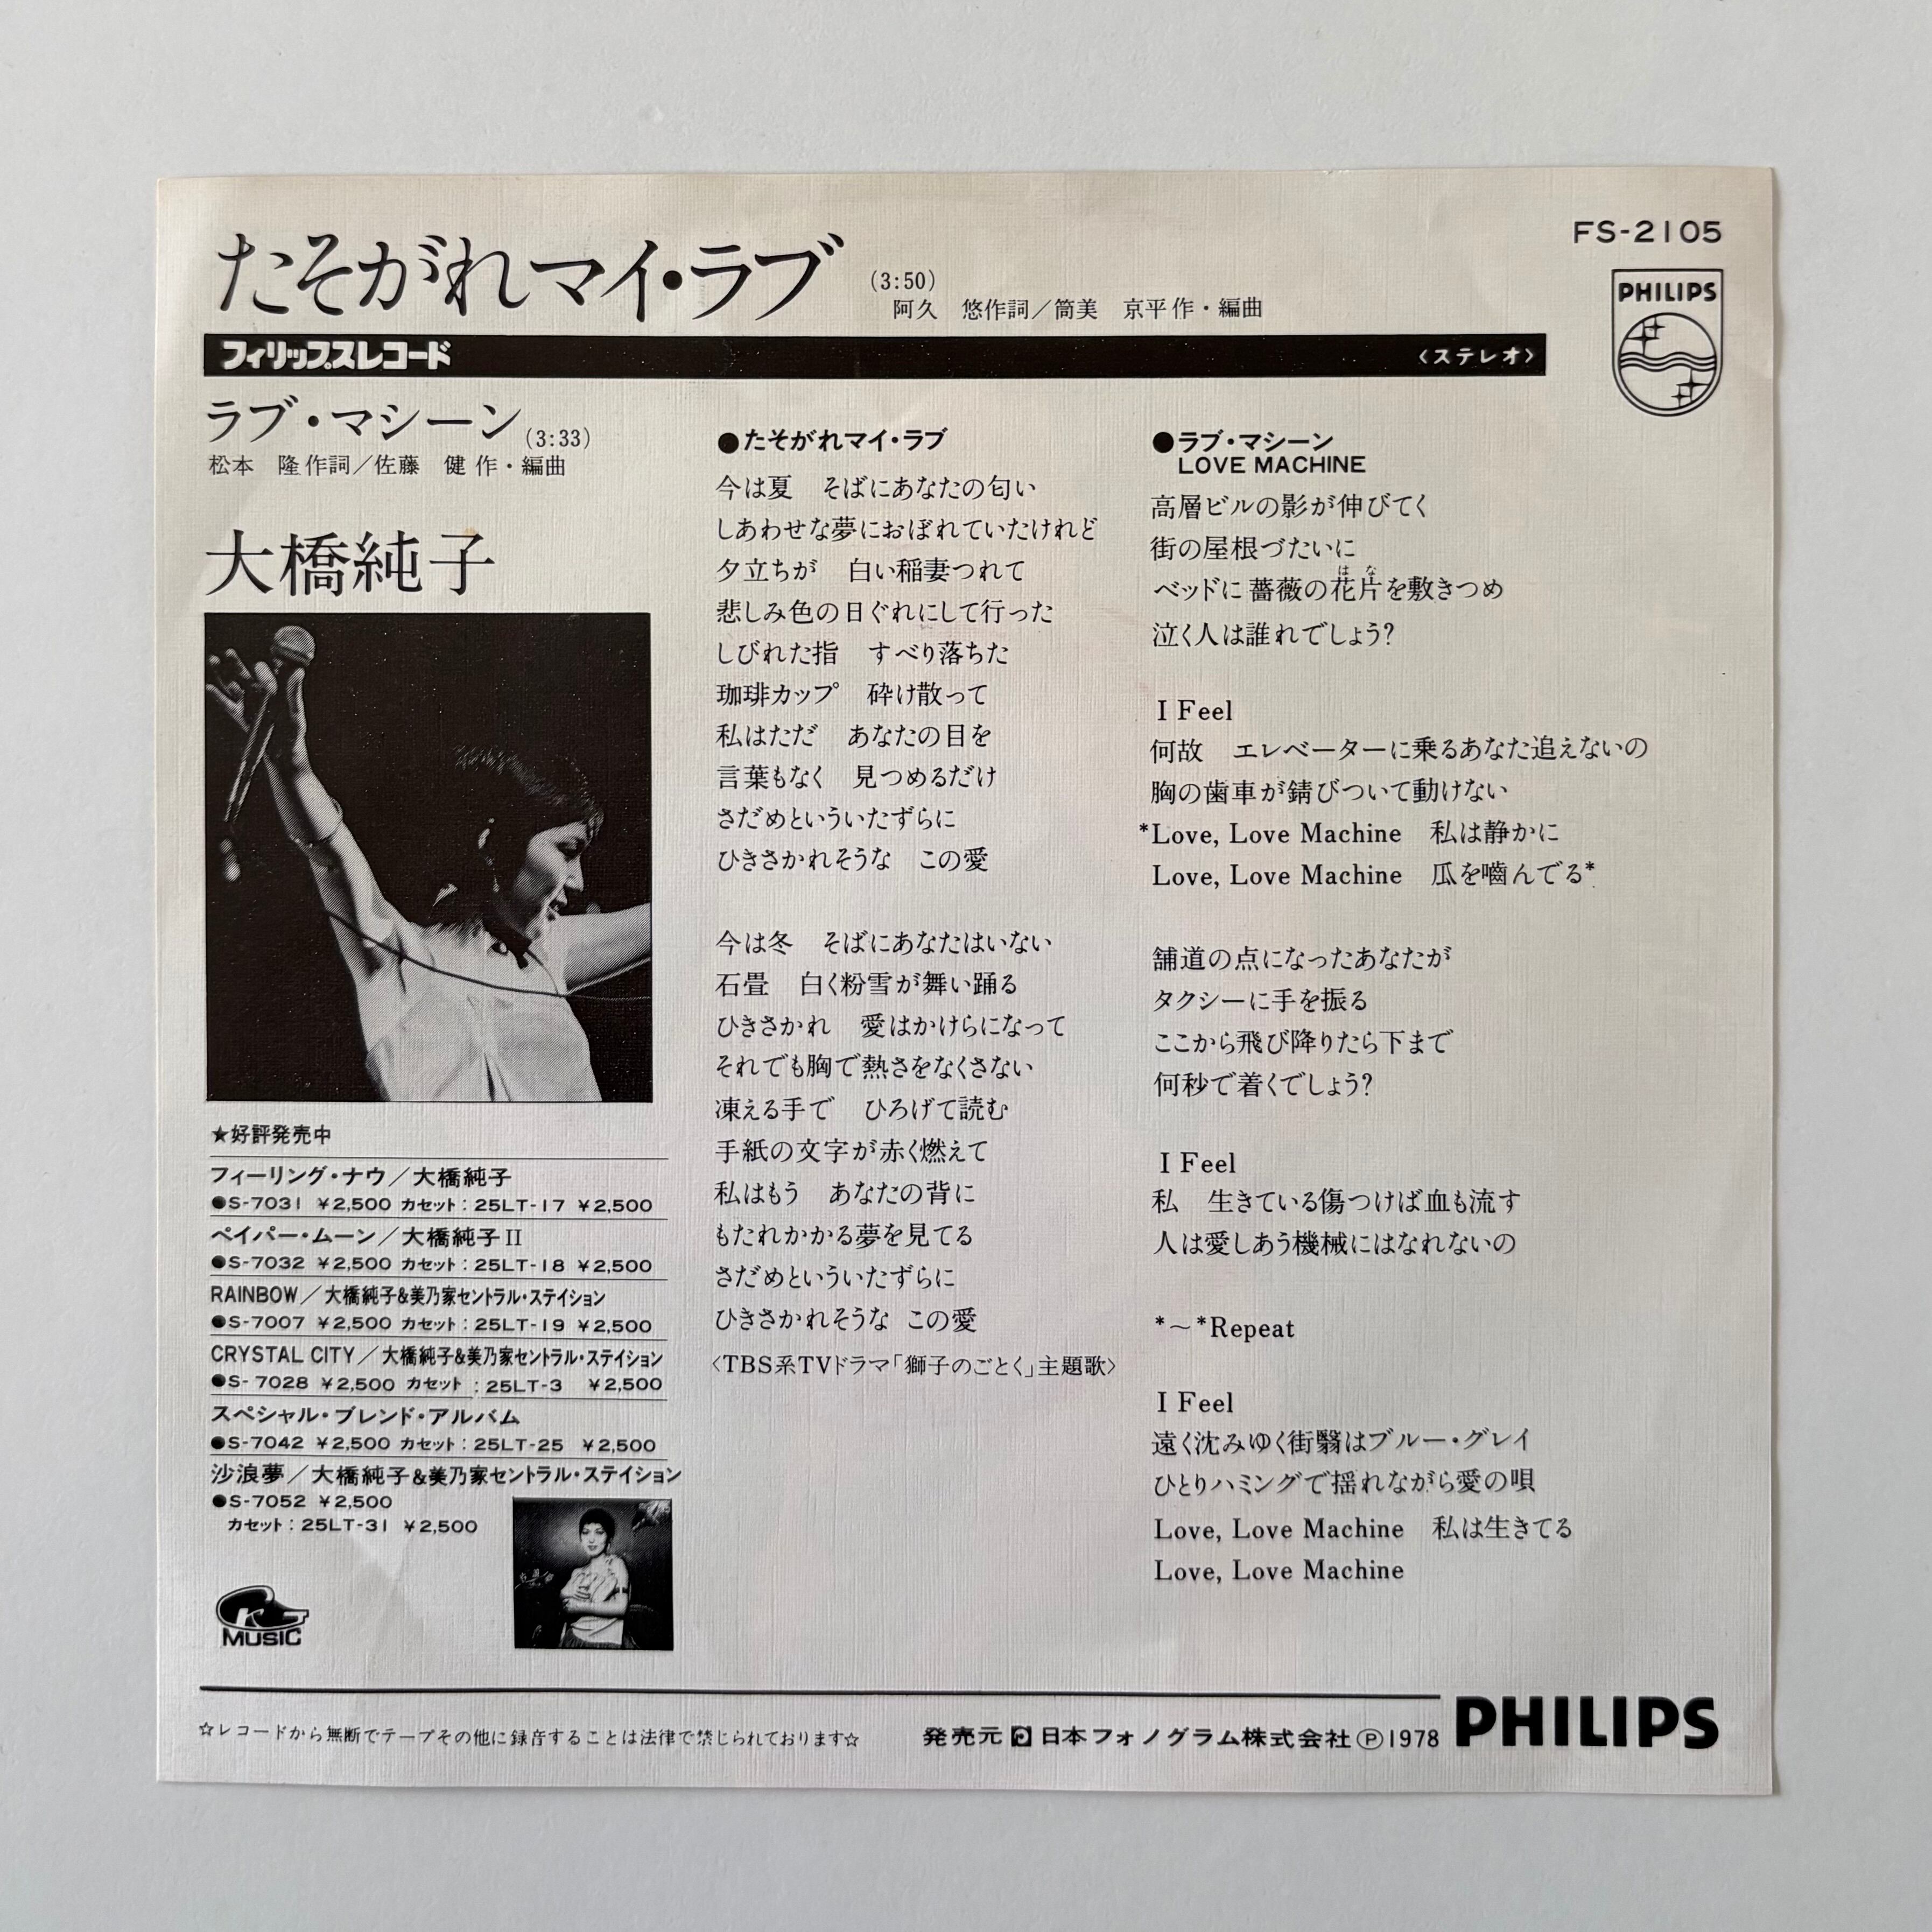 たそがれマイ・ラブ (3:50)
阿久 悠作詞／筒美 京平作・編曲
FS-2105
PHILIPS
フィリップスレコード 〈ステレオ〉
ラブ・マシーン (3:33)
松本 隆作詞／佐藤 健作・編曲
大橋純子
★好評発売中
フィーリング・ナウ／大橋純子
●S-7031 ¥2,500 カセット：25LT-17 ¥2,500
ペイパー・ムーン／大橋純子II
●S-7032 ¥2,500 カセット：25LT-18 ¥2,500
RAINBOW／大橋純子&美乃家セントラル・ステイション
●S-7007 ¥2,500 カセット：25LT-19 ¥2,500
CRYSTAL CITY／大橋純子&美乃家セントラル・ステイション
●S-7028 ¥2,500 カセット：25LT-3 ¥2,500
スペシャル・ブレンド・アルバム
●S-7042 ¥2,500 カセット：25LT-25 ¥2,500
沙浪夢／大橋純子&美乃家セントラル・ステイション
●S-7052 ¥2,500
カセット：25LT-31 ¥2,500
MUSIC
●たそがれマイ・ラブ
今は夏 そばにあなたの匂い
しあわせな夢におぼれていたけれど
夕立ちが 白い稲妻つれて
悲しみ色の日ぐれにして行った
しびれた指 すべり落ちた
珈琲カップ 砕け散って
私はただ あなたの目を
言葉もなく 見つめるだけ
さだめといういたずらに
ひきさかれそうな この愛
今は冬 そばにあなたはいない
石畳 白く粉雪が舞い踊る
ひきさかれ 愛はかけらになって
それでも胸で熱さをなくさない
凍える手で ひろげて読む
手紙の文字が赤く燃えて
私はもう あなたの背に
もたれかかる夢を見てる
さだめといういたずらに
ひきさかれそうな この愛
〈TBS系TVドラマ「獅子のごとく」主題歌〉
●ラブ・マシーン
LOVE MACHINE
高層ビルの影が伸びてく
街の屋根づたいに
はな
ベッドに薔薇の花片を敷きつめ
泣く人は誰れでしょう？
I Feel
何故 エレベーターに乗るあなた追えないの
胸の歯車が錆びついて動けない
*Love, Love Machine 私は静かに
Love, Love Machine 瓜を嚙んでる*
舗道の点になったあなたが
タクシーに手を振る
ここから飛び降りたら下まで
何秒で着くでしょう？
I Feel
私 生きている傷つけば血も流す
人は愛しあう機械にはなれないの
*～*Repeat
I Feel
遠く沈みゆく街翳はブルー・グレイ
ひとりハミングで揺れながら愛の唄
Love, Love Machine 私は生きてる
Love, Love Machine
☆レコードから無断でテープその他に録音することは法律で禁じられております☆
発売元 日本フォノグラム株式会社Ⓟ1978 PHILIPS